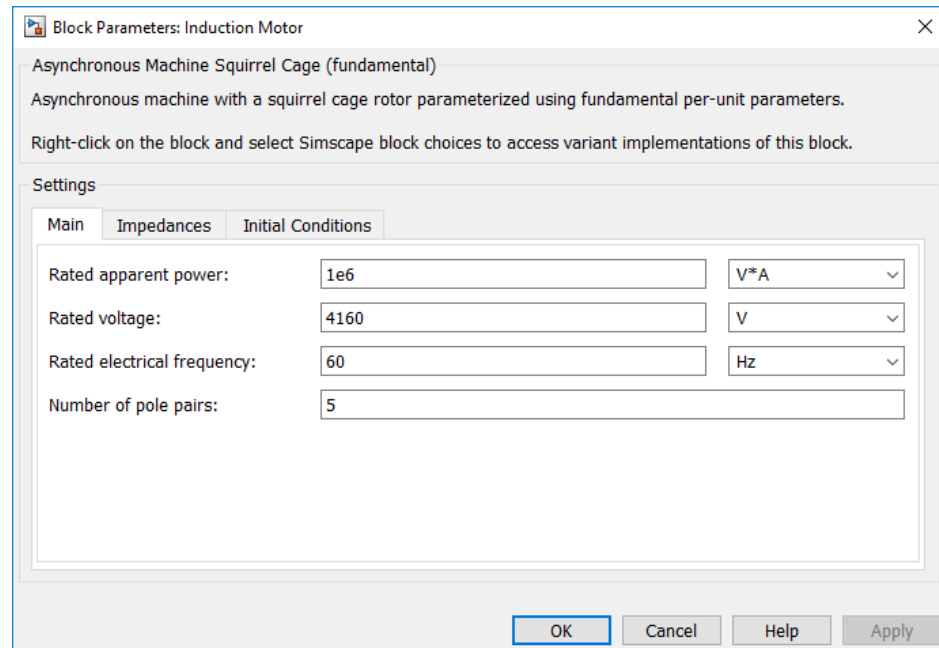 Block Parameters: Induction Motor
Asynchronous Machine Squirrel Cage (fundamental)
Asynchronous machine with a squirrel cage rotor parameterized using fundamental per-unit parameters.
Right-click on the block and select Simscape block choices to access variant implementations of this block.
Settings
Main Impedances Initial Conditions
Rated apparent power: 1e6 V*A
Rated voltage: 4160 V
Rated electrical frequency: 60 Hz
Number of pole pairs: 5
OK Cancel Help Apply